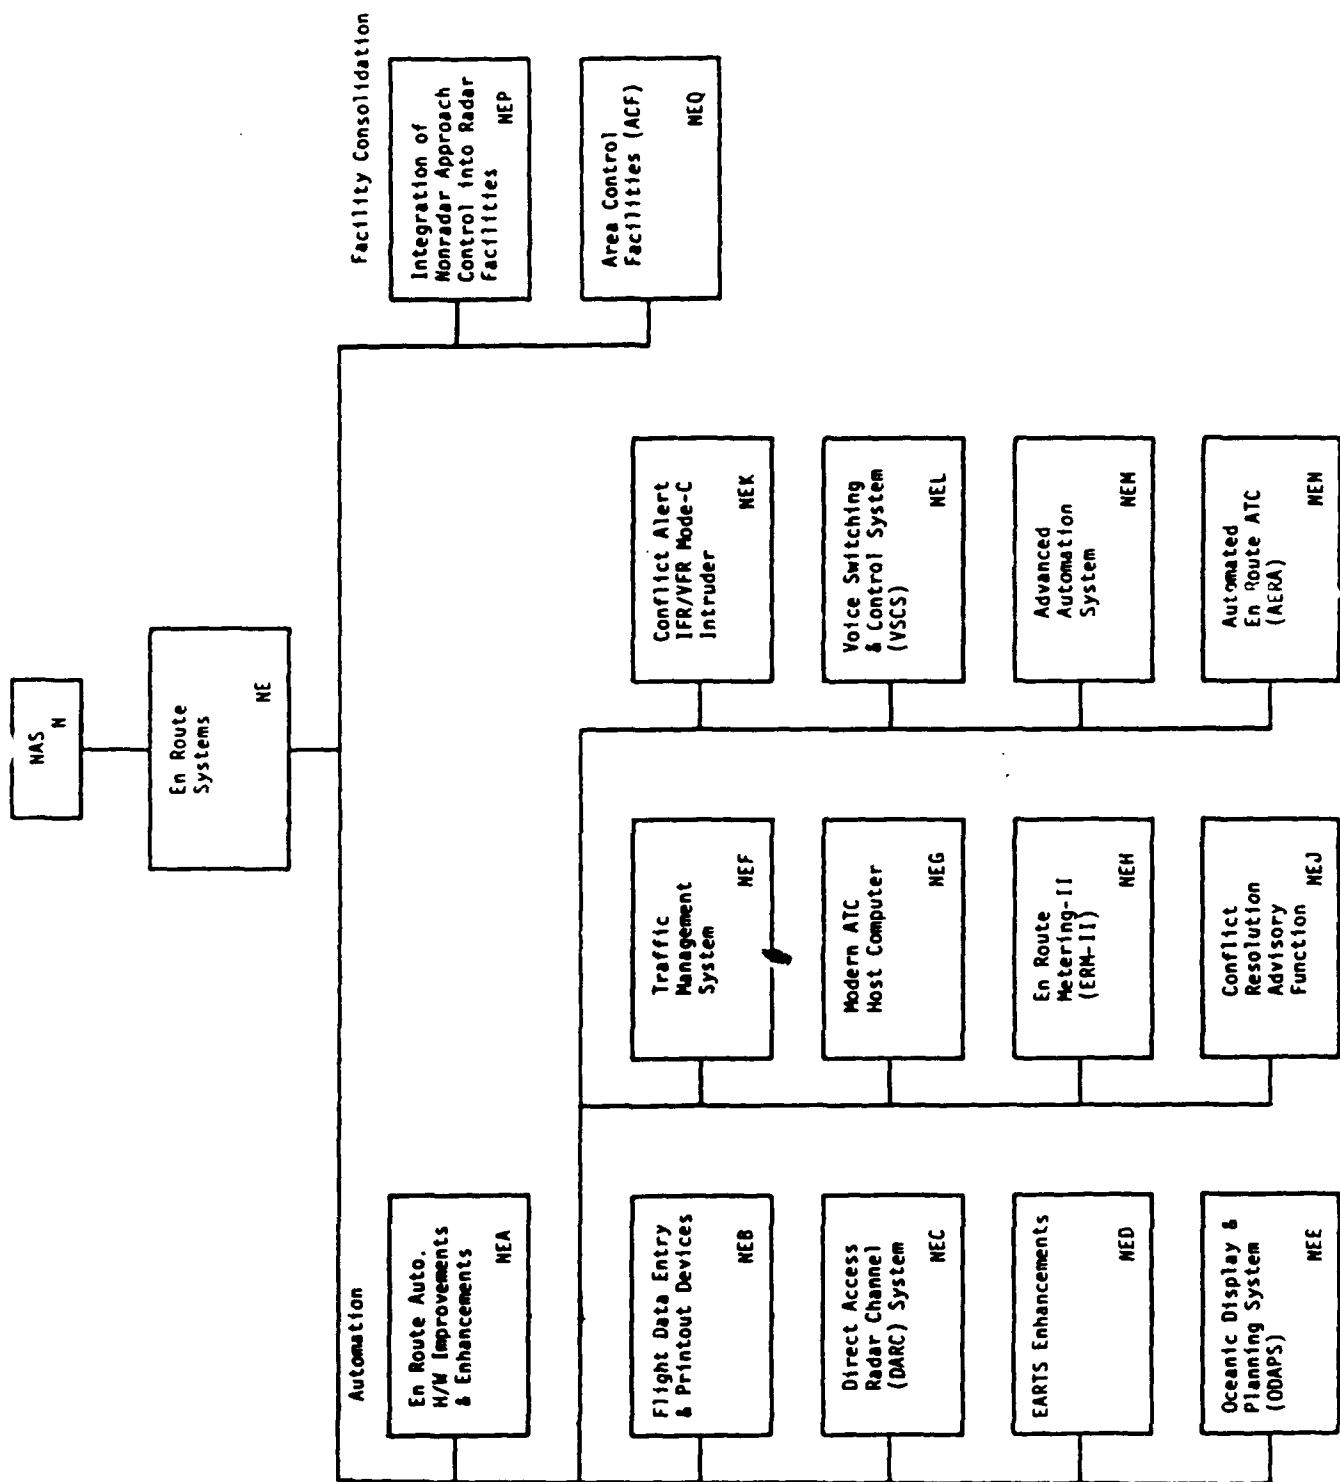 NAS
N
En Route
Systems
NE
Automation
Facility Consolidation
En Route Auto.
H/W Improvements
& Enhancements
NEA
Flight Data Entry
& Printout Devices
NEB
Direct Access
Radar Channel
(DARC) System
NEC
EARTS Enhancements
NED
Oceanic Display &
Planning System
(ODAPS)
NEE
Traffic
Management
System
NEF
Modern ATC
Host Computer
NEG
En Route
Metering-II
(ERM-II)
NEH
Conflict
Resolution
Advisory
Function
NEJ
Conflict Alert
IFR/VFR Mode-C
Intruder
NEK
Voice Switching
& Control System
(VSCS)
NEL
Advanced
Automation
System
NEM
Automated
En Route ATC
(AERA)
NEN
Integration of
Nonradar Approach
Control into Radar
Facilities
NEP
Area Control
Facilities (ACF)
NEQ